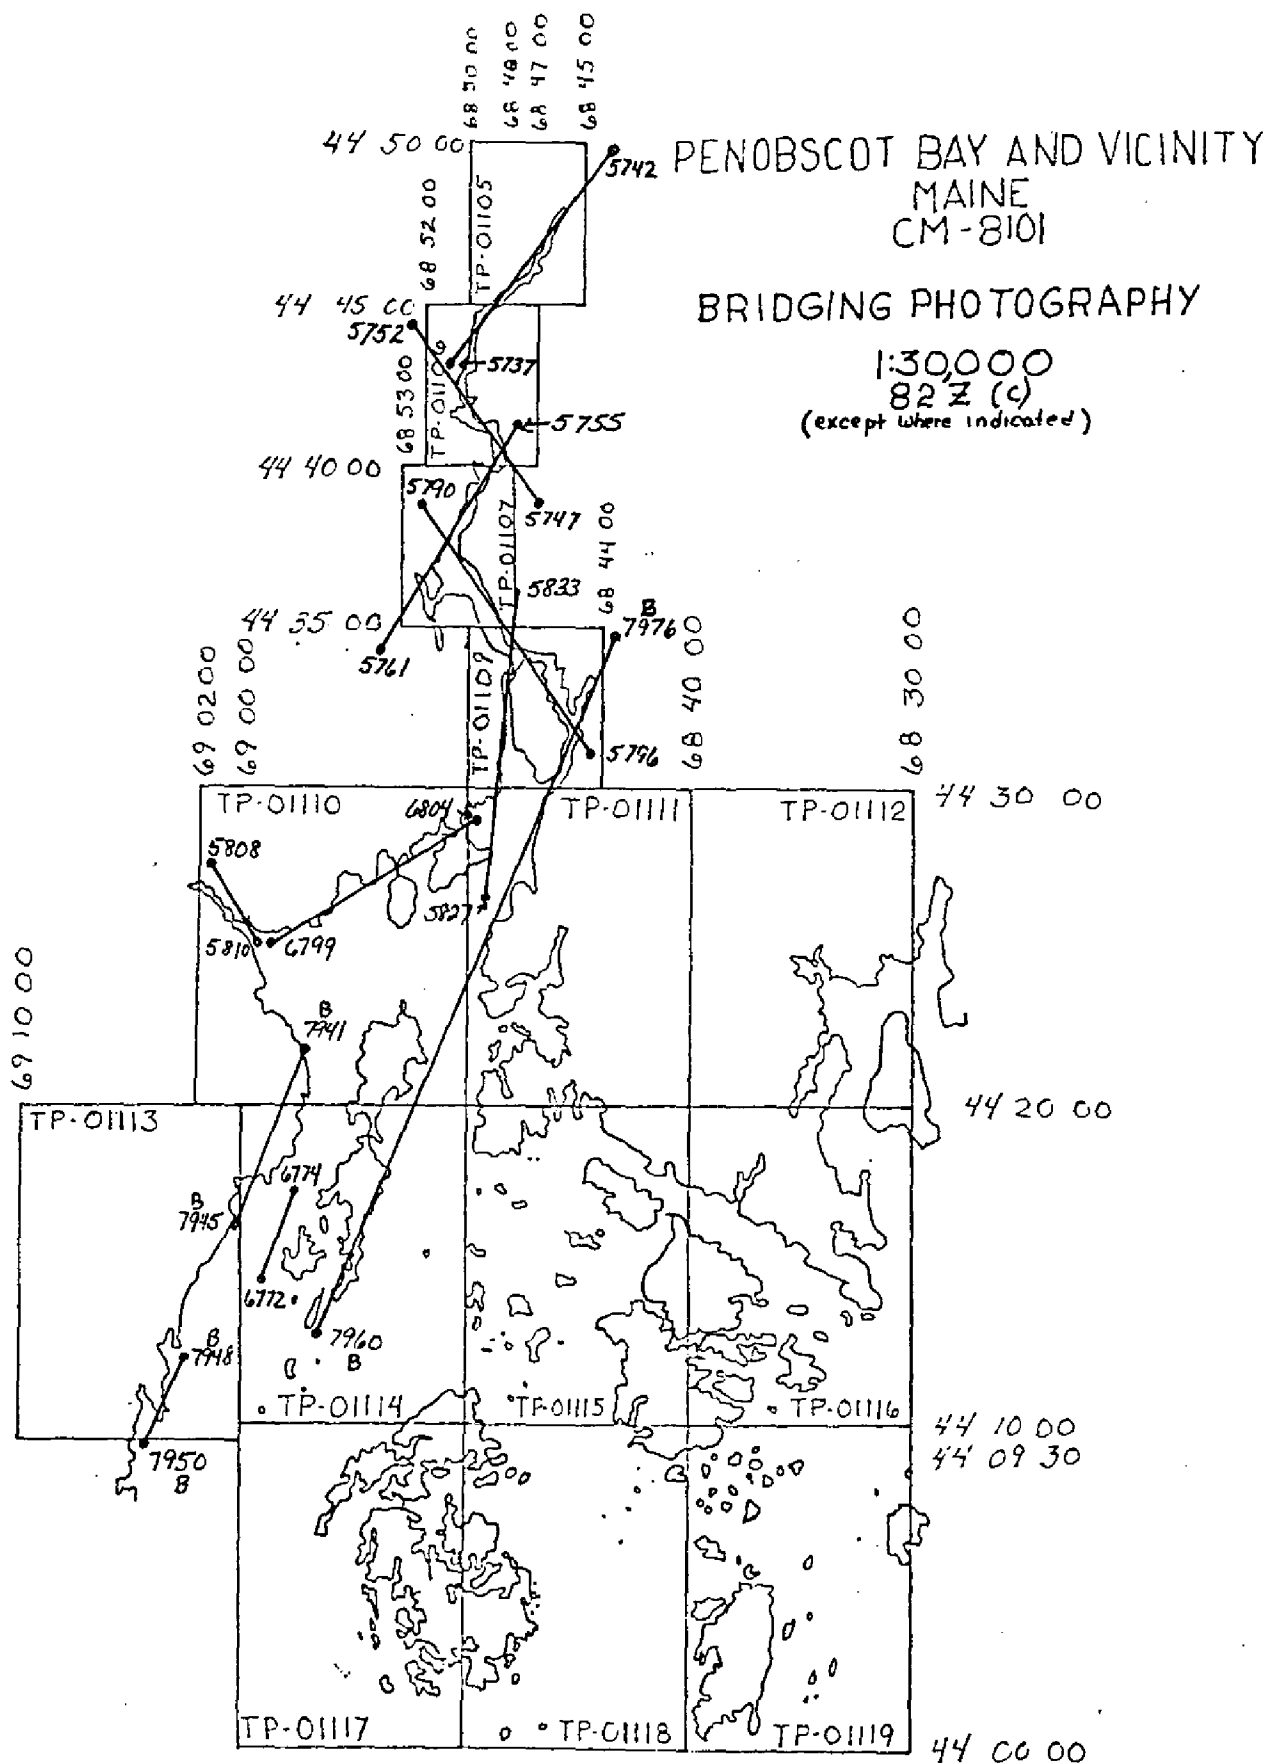 68 50 00
68 48 00
68 47 00
68 45 00
44 50 00
5742
PENOBSCOT BAY AND VICINITY
MAINE
CM-8101
68 52 00
TP-01105
44 45 00
5752
BRIDGING PHOTOGRAPHY
1:30,000
82 Z (c)
(except where indicated)
68 53 00
TP-01106
5737
5755
44 40 00
5790
5747
TP-01107
68 44 00
5833
44 35 00
B
7976
5761
69 02 00
69 00 00
TP-01109
5796
68 40 00
68 30 00
TP-01110
6804
TP-01111
TP-01112
44 30 00
5808
5827
5810
6799
69 10 00
B
7941
TP-01113
44 20 00
6774
B
7945
6772
B
7948
7960
B
TP-01114
TP-01115
TP-01116
44 10 00
44 09 30
7950
B
TP-01117
TP-01118
TP-01119
44 00 00